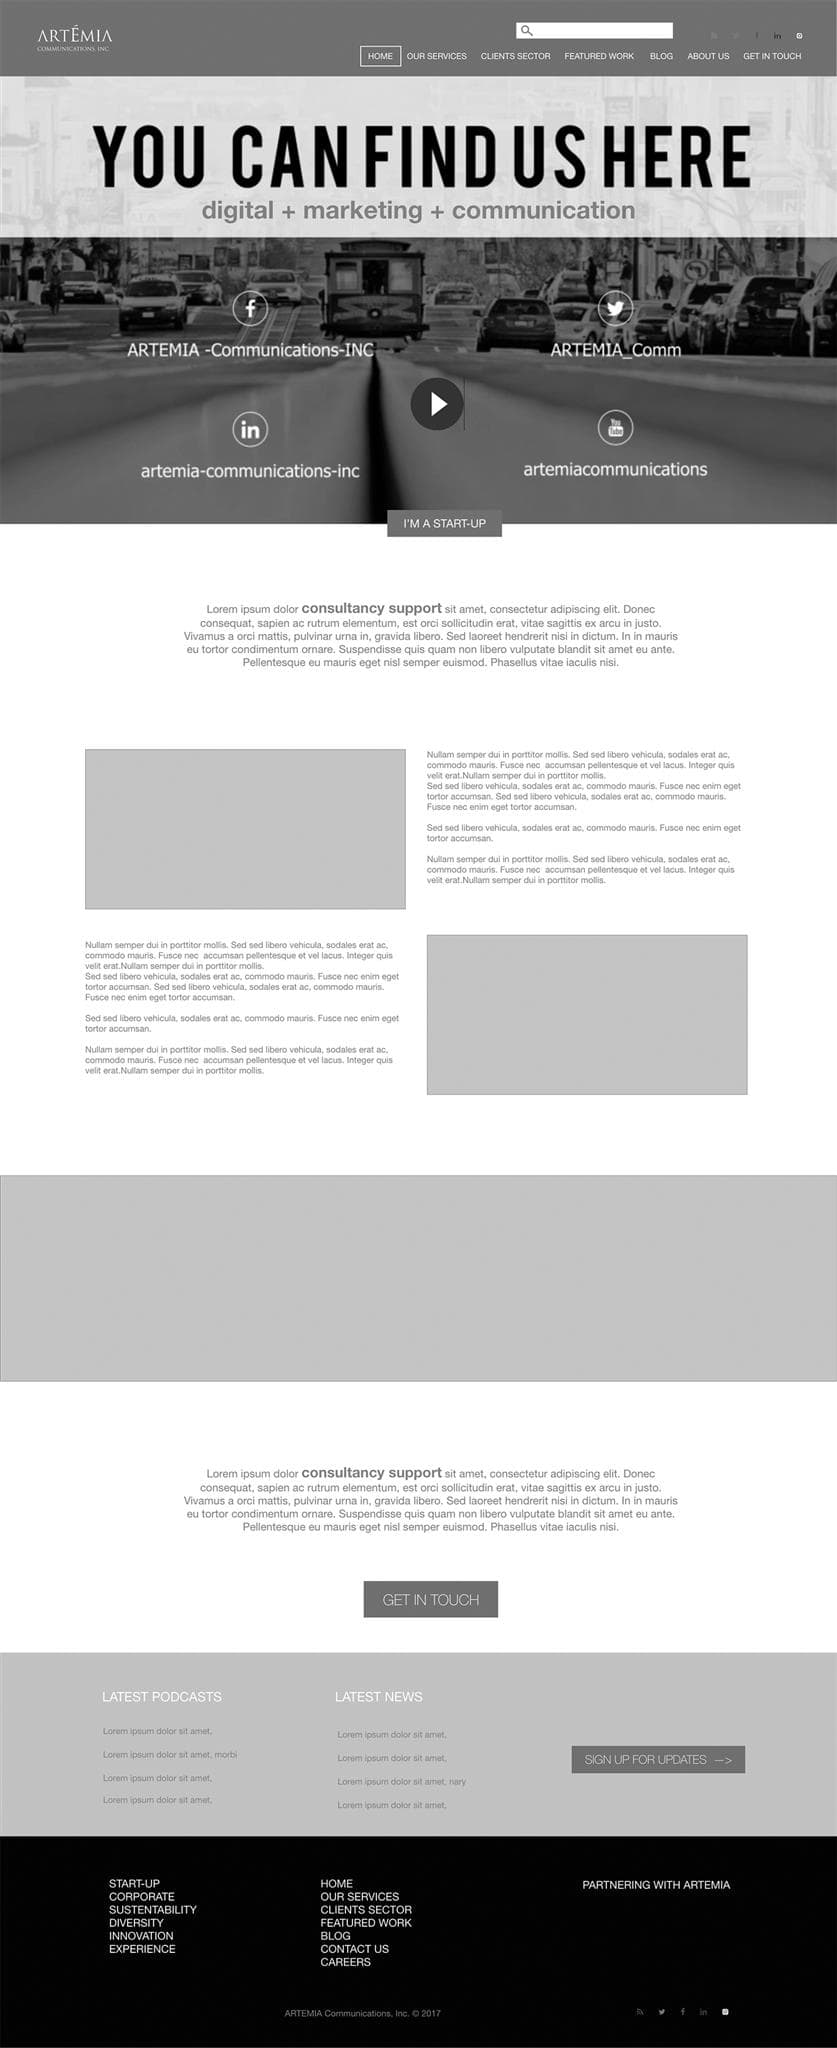 ARTÉMIA
COMMUNICATIONS, INC
HOME OUR SERVICES CLIENTS SECTOR FEATURED WORK BLOG ABOUT US GET IN TOUCH
YOU CAN FIND US HERE
digital + marketing + communication
f
ARTEMIA -Communications-INC
ARTEMIA_Comm
in
You Tube
artemia-communications-inc
artemiacommunications
I'M A START-UP
Lorem ipsum dolor consultancy support sit amet, consectetur adipiscing elit. Donec
consequat, sapien ac rutrum elementum, est orci sollicitudin erat, vitae sagittis ex arcu in justo.
Vivamus a orci mattis, pulvinar urna in, gravida libero. Sed laoreet hendrerit nisi in dictum. In in mauris
eu tortor condimentum ornare. Suspendisse quis quam non libero vulputate blandit sit amet eu ante.
Pellentesque eu mauris eget nisl semper euismod. Phasellus vitae iaculis nisi.
Nullam semper dui in porttitor mollis. Sed sed libero vehicula, sodales erat ac,
commodo mauris. Fusce nec accumsan pellentesque et vel lacus. Integer quis
velit erat.Nullam semper dui in porttitor mollis.
Sed sed libero vehicula, sodales erat ac, commodo mauris. Fusce nec enim eget
tortor accumsan. Sed sed libero vehicula, sodales erat ac, commodo mauris.
Fusce nec enim eget tortor accumsan.
Sed sed libero vehicula, sodales erat ac, commodo mauris. Fusce nec enim eget
tortor accumsan.
Nullam semper dui in porttitor mollis. Sed sed libero vehicula, sodales erat ac,
commodo mauris. Fusce nec accumsan pellentesque et vel lacus. Integer quis
velit erat.Nullam semper dui in porttitor mollis.
Nullam semper dui in porttitor mollis. Sed sed libero vehicula, sodales erat ac,
commodo mauris. Fusce nec accumsan pellentesque et vel lacus. Integer quis
velit erat.Nullam semper dui in porttitor mollis.
Sed sed libero vehicula, sodales erat ac, commodo mauris. Fusce nec enim eget
tortor accumsan. Sed sed libero vehicula, sodales erat ac, commodo mauris.
Fusce nec enim eget tortor accumsan.
Sed sed libero vehicula, sodales erat ac, commodo mauris. Fusce nec enim eget
tortor accumsan.
Nullam semper dui in porttitor mollis. Sed sed libero vehicula, sodales erat ac,
commodo mauris. Fusce nec accumsan pellentesque et vel lacus. Integer quis
velit erat.Nullam semper dui in porttitor mollis.
Lorem ipsum dolor consultancy support sit amet, consectetur adipiscing elit. Donec
consequat, sapien ac rutrum elementum, est orci sollicitudin erat, vitae sagittis ex arcu in justo.
Vivamus a orci mattis, pulvinar urna in, gravida libero. Sed laoreet hendrerit nisi in dictum. In in mauris
eu tortor condimentum ornare. Suspendisse quis quam non libero vulputate blandit sit amet eu ante.
Pellentesque eu mauris eget nisl semper euismod. Phasellus vitae iaculis nisi.
GET IN TOUCH
LATEST PODCASTS
Lorem ipsum dolor sit amet,
Lorem ipsum dolor sit amet, morbi
Lorem ipsum dolor sit amet,
Lorem ipsum dolor sit amet,
LATEST NEWS
Lorem ipsum dolor sit amet,
Lorem ipsum dolor sit amet,
Lorem ipsum dolor sit amet, nary
Lorem ipsum dolor sit amet,
SIGN UP FOR UPDATES —>
START-UP
CORPORATE
SUSTENTABILITY
DIVERSITY
INNOVATION
EXPERIENCE
HOME
OUR SERVICES
CLIENTS SECTOR
FEATURED WORK
BLOG
CONTACT US
CAREERS
PARTNERING WITH ARTEMIA
ARTEMIA Communications, Inc. © 2017